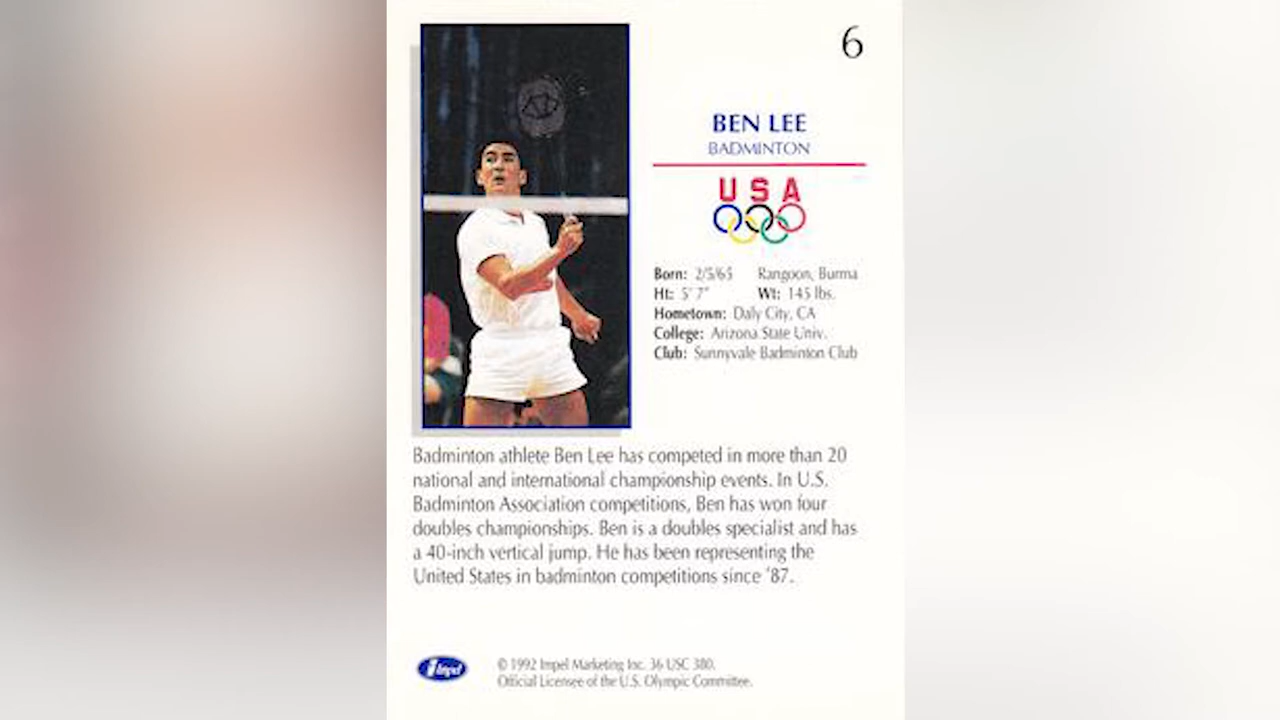 6
BEN LEE
BADMINTON
USA
Born: 2/5/65 Rangoon, Burma
Ht: 5' 7" Wt: 145 lbs.
Hometown: Daly City, CA
College: Arizona State Univ.
Club: Sunnyvale Badminton Club
Badminton athlete Ben Lee has competed in more than 20
national and international championship events. In U.S.
Badminton Association competitions, Ben has won four
doubles championships. Ben is a doubles specialist and has
a 40-inch vertical jump. He has been representing the
United States in badminton competitions since '87.
Impel
© 1992 Impel Marketing Inc. 36 USC 380.
Official Licensee of the U.S. Olympic Committee.